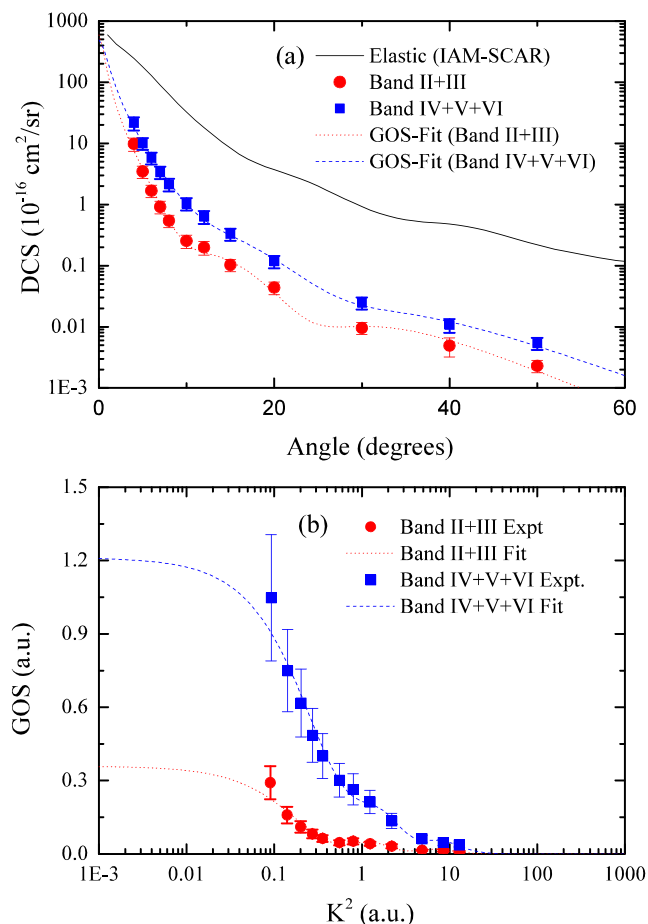 1000
100
10
1
0.1
0.01
1E-3
DCS (10⁻¹⁶ cm²/sr)
(a)
Elastic (IAM-SCAR)
Band II+III
Band IV+V+VI
GOS-Fit (Band II+III)
GOS-Fit (Band IV+V+VI)
0 20 40 60
Angle (degrees)
1.5
1.2
0.9
0.6
0.3
0.0
GOS (a.u.)
(b)
Band II+III Expt
Band II+III Fit
Band IV+V+VI Expt.
Band IV+V+VI Fit
1E-3 0.01 0.1 1 10 100 1000
K² (a.u.)